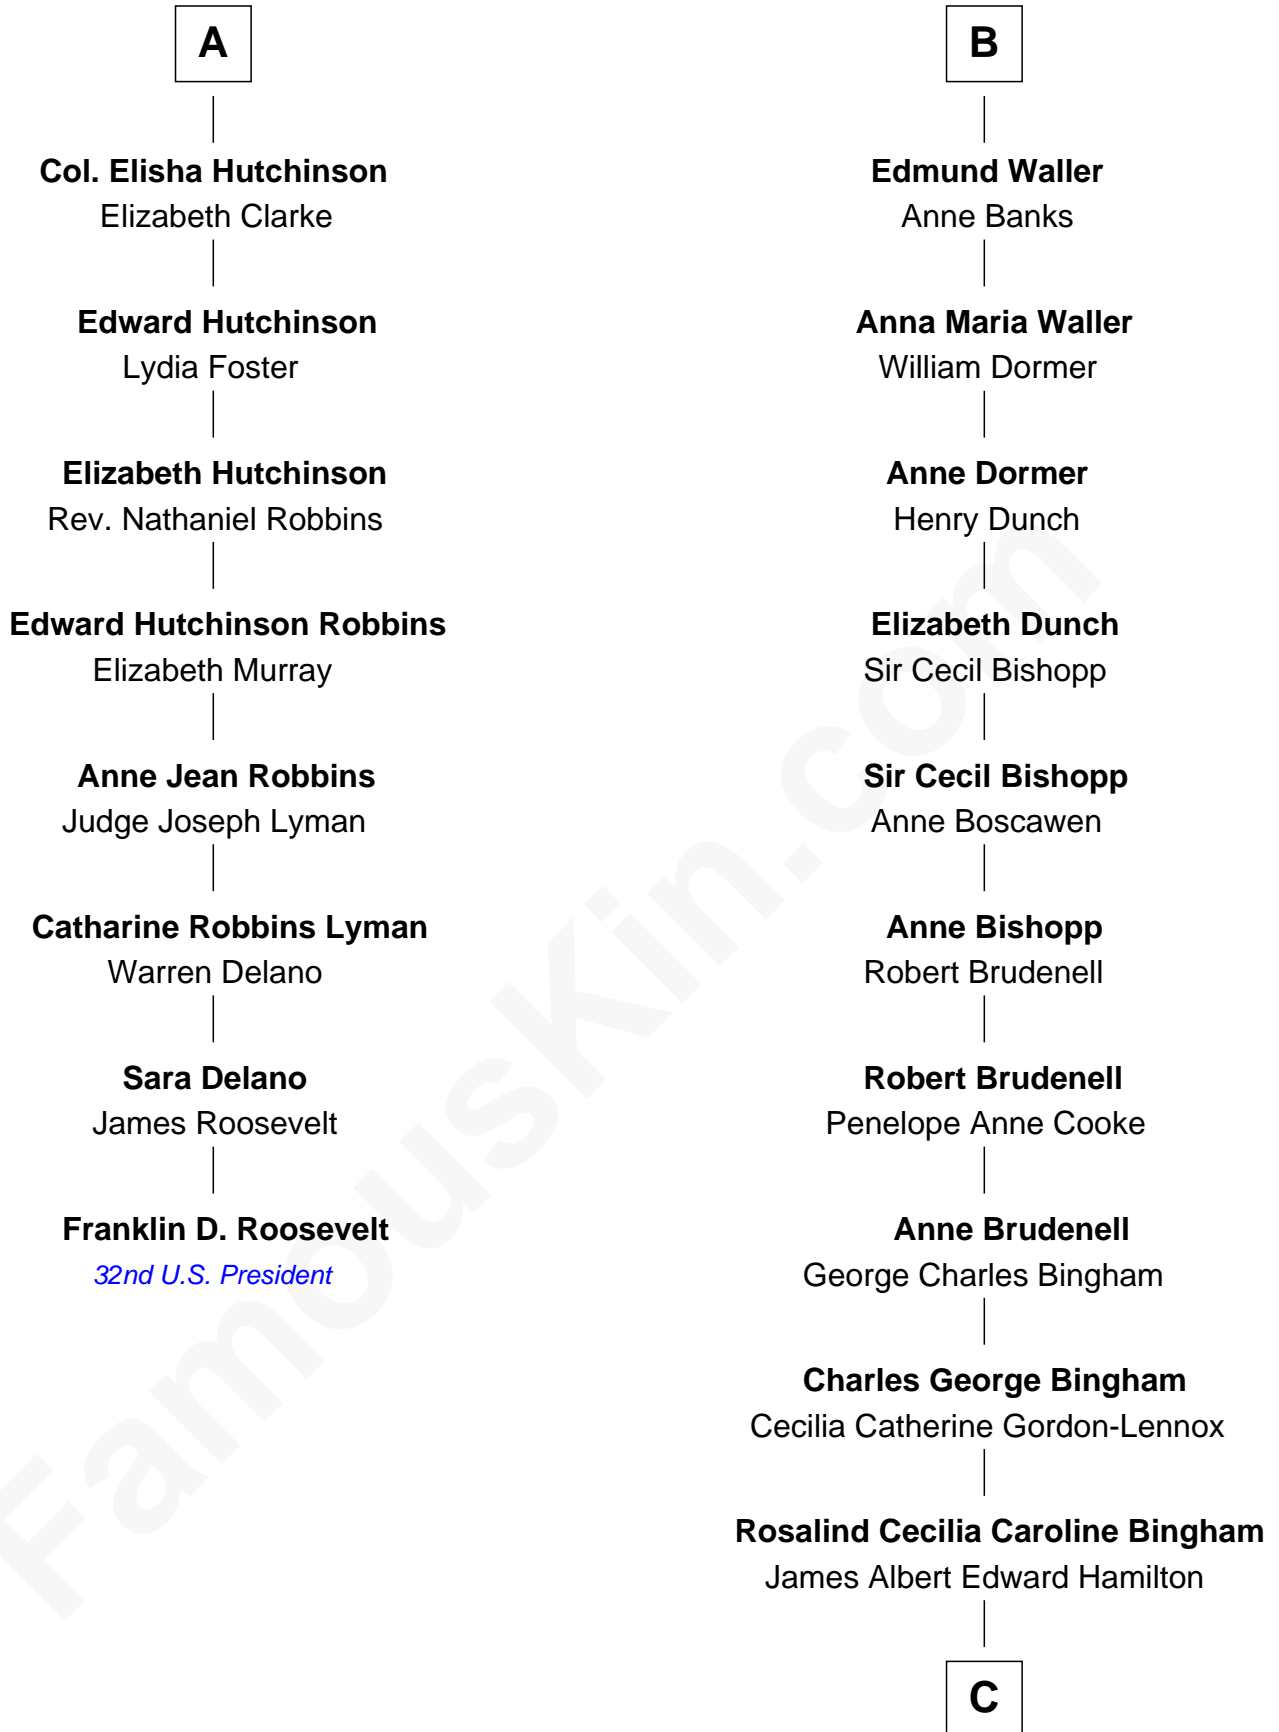 A
Col. Elisha Hutchinson
Elizabeth Clarke
Edward Hutchinson
Lydia Foster
Elizabeth Hutchinson
Rev. Nathaniel Robbins
Edward Hutchinson Robbins
Elizabeth Murray
Anne Jean Robbins
Judge Joseph Lyman
Catharine Robbins Lyman
Warren Delano
Sara Delano
James Roosevelt
Franklin D. Roosevelt
32nd U.S. President
B
Edmund Waller
Anne Banks
Anna Maria Waller
William Dormer
Anne Dormer
Henry Dunch
Elizabeth Dunch
Sir Cecil Bishopp
Sir Cecil Bishopp
Anne Boscawen
Anne Bishopp
Robert Brudenell
Robert Brudenell
Penelope Anne Cooke
Anne Brudenell
George Charles Bingham
Charles George Bingham
Cecilia Catherine Gordon-Lennox
Rosalind Cecilia Caroline Bingham
James Albert Edward Hamilton
C
FamousKin.com